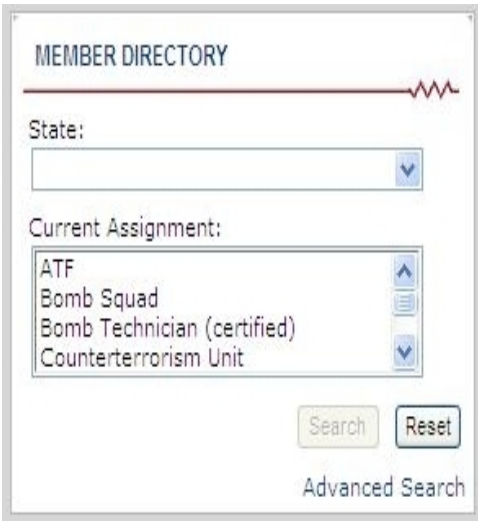 MEMBER DIRECTORY
State:
Current Assignment:
ATF
Bomb Squad
Bomb Technician (certified)
Counterterrorism Unit
Search Reset
Advanced Search